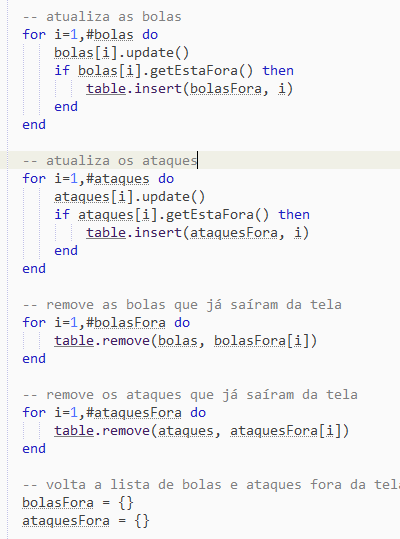 -- atualiza as bolas
for i=1,#bolas do
bolas[i].update()
if bolas[i].getEstaFora() then
table.insert(bolasFora, i)
end
end
-- atualiza os ataques
for i=1,#ataques do
ataques[i].update()
if ataques[i].getEstaFora() then
table.insert(ataquesFora, i)
end
end
-- remove as bolas que já saíram da tela
for i=1,#bolasFora do
table.remove(bolas, bolasFora[i])
end
-- remove os ataques que já saíram da tela
for i=1,#ataquesFora do
table.remove(ataques, ataquesFora[i])
end
-- volta a lista de bolas e ataques fora da tela
bolasFora = {}
ataquesFora = {}